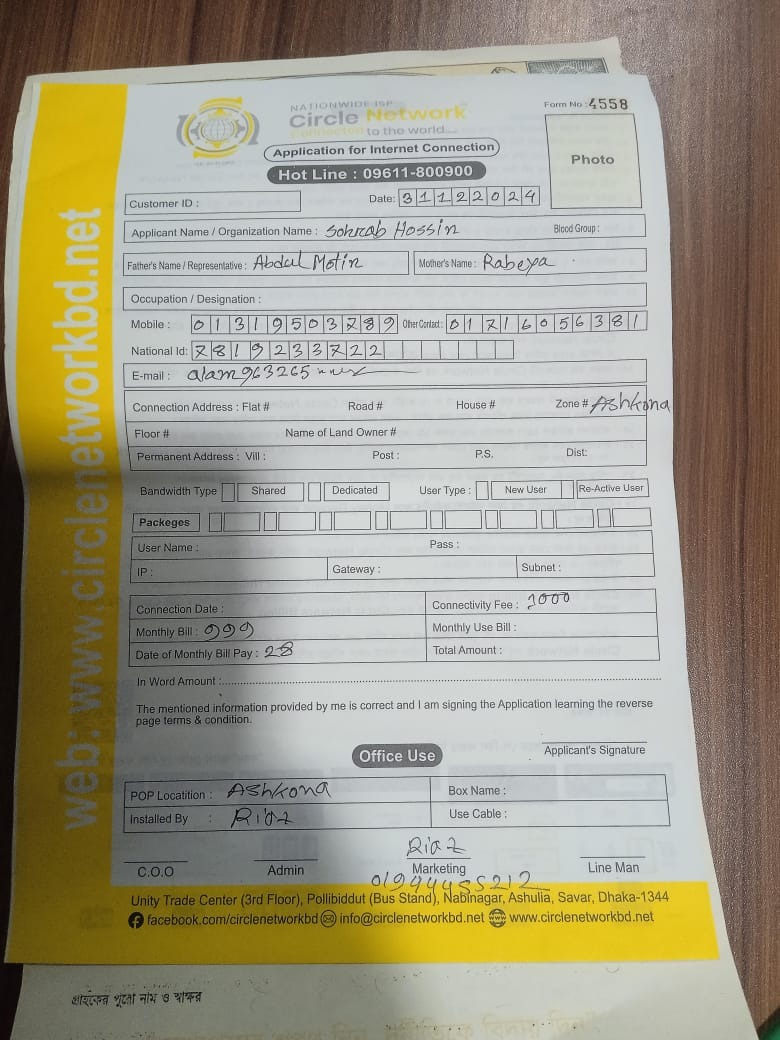 NATIONWIDE ISP
Circle Network
Connected to the world....
Form No : 4558
Application for Internet Connection
Hot Line : 09611-800900
Photo
Customer ID :
Date: 31122024
Applicant Name / Organization Name : Sohrab Hossin Blood Group :
Father's Name / Representative : Abdul Motin Mother's Name : Rabeya
Occupation / Designation :
Mobile : 01319503789 Other Contact : 01716056381
National Id: 7819233722
E-mail : alam963265
Connection Address : Flat # Road # House # Zone # Ashkona
Floor # Name of Land Owner #
Permanent Address : Vill : Post : P.S. Dist:
Bandwidth Type Shared Dedicated User Type : New User Re-Active User
Packeges
User Name : Pass :
IP : Gateway : Subnet :
Connection Date : Connectivity Fee : 1000
Monthly Bill : 999 Monthly Use Bill :
Date of Monthly Bill Pay : 28 Total Amount :
In Word Amount :
The mentioned information provided by me is correct and I am signing the Application learning the reverse
page terms & condition.
Applicant's Signature
Office Use
POP Locatition : Ashkona Box Name :
Installed By : Riaz Use Cable :
Riaz
C.O.O Admin Marketing Line Man
01944455212
Unity Trade Center (3rd Floor), Pollibiddut (Bus Stand), Nabinagar, Ashulia, Savar, Dhaka-1344
facebook.com/circlenetworkbd info@circlenetworkbd.net www.circlenetworkbd.net
web: www.circlenetworkbd.net
গ্রাহকের পুরো নাম ও স্বাক্ষর